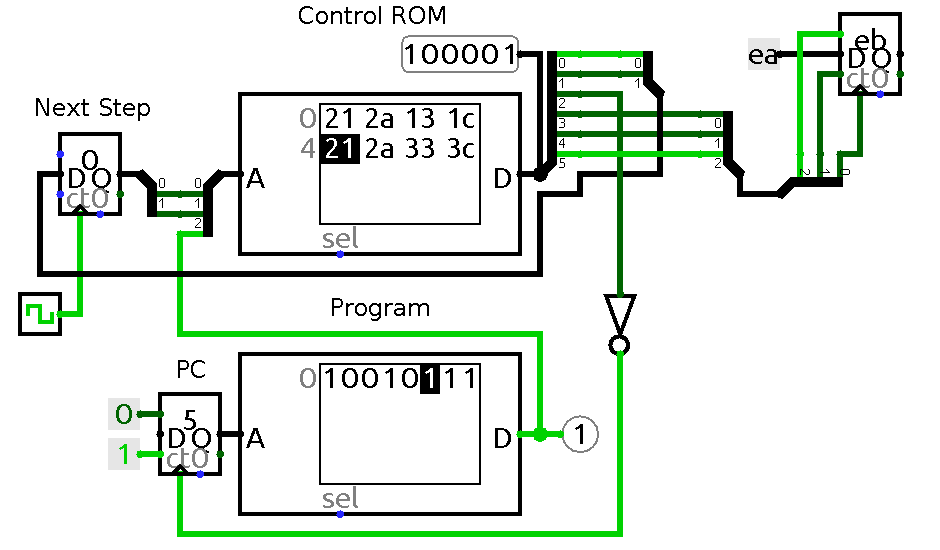 Control ROM
100001
ea
eb
D Q
ct0
0
1
2
3
4
5
0
1
0
1
2
2
1
0
Next Step
0
D Q
ct0
0
1
0
1
2
A
0 21 2a 13 1c
4 21 2a 33 3c
D
sel
Program
PC
0
1
5
D Q
ct0
A
0 10010111
D
1
sel